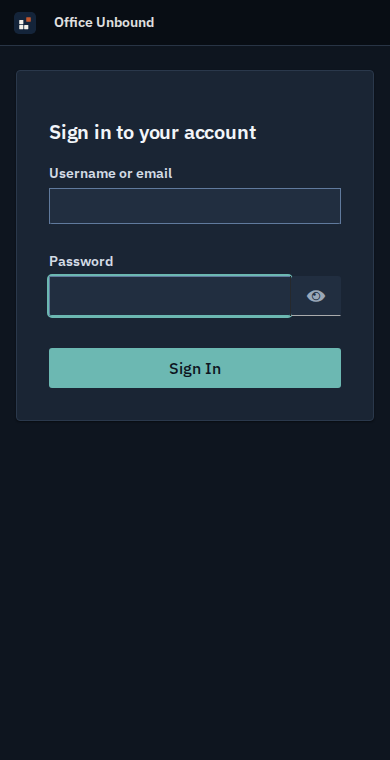 Office Unbound
Sign in to your account
Username or email
Password
Sign In